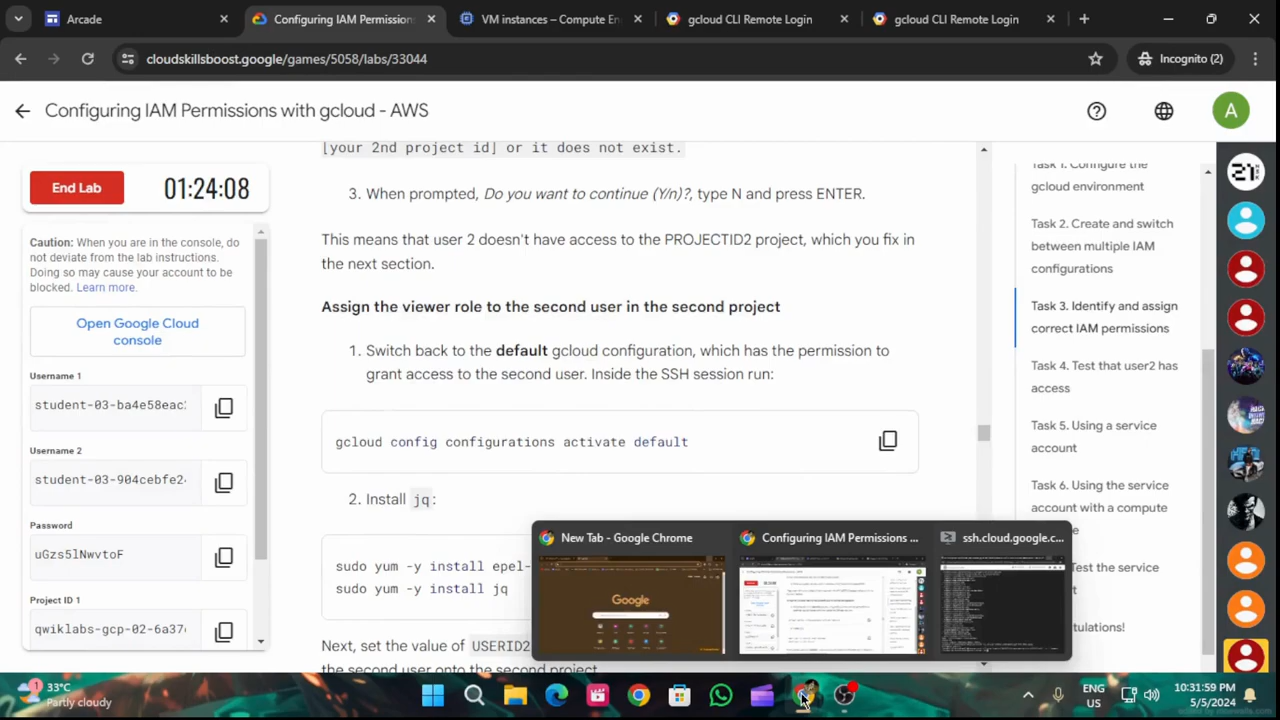 Arcade
Configuring IAM Permission
VM instances – Compute En
gcloud CLI Remote Login
gcloud CLI Remote Login
cloudskillsboost.google/games/5058/labs/33044
Incognito (2)
Configuring IAM Permissions with gcloud - AWS
A
End Lab
01:24:08
Caution: When you are in the console, do
not deviate from the lab instructions.
Doing so may cause your account to be
blocked. Learn more.
Open Google Cloud
console
Username 1
student-03-ba4e58eac
Username 2
student-03-904cebfe2
Password
uGzs5lNwvtoF
Project ID 1
qwiklabs-gcp-02-6a37
[your 2nd project id] or it does not exist.
3. When prompted, Do you want to continue (Y/n)?, type N and press ENTER.
This means that user 2 doesn't have access to the PROJECTID2 project, which you fix in
the next section.
Assign the viewer role to the second user in the second project
1. Switch back to the default gcloud configuration, which has the permission to
grant access to the second user. Inside the SSH session run:
gcloud config configurations activate default
2. Install jq:
sudo yum -y install epel-
sudo yum -y install jq
Next, set the value of USER
the second user onto the second project
Task 1. Configure the
gcloud environment
Task 2. Create and switch
between multiple IAM
configurations
Task 3. Identify and assign
correct IAM permissions
Task 4. Test that user2 has
access
Task 5. Using a service
account
Task 6. Using the service
account with a compute
Test the service
New Tab - Google Chrome
Configuring IAM Permissions ...
ssh.cloud.google.c...
Google
33°C
Partly cloudy
ENG
US
10:31:59 PM
5/5/2024